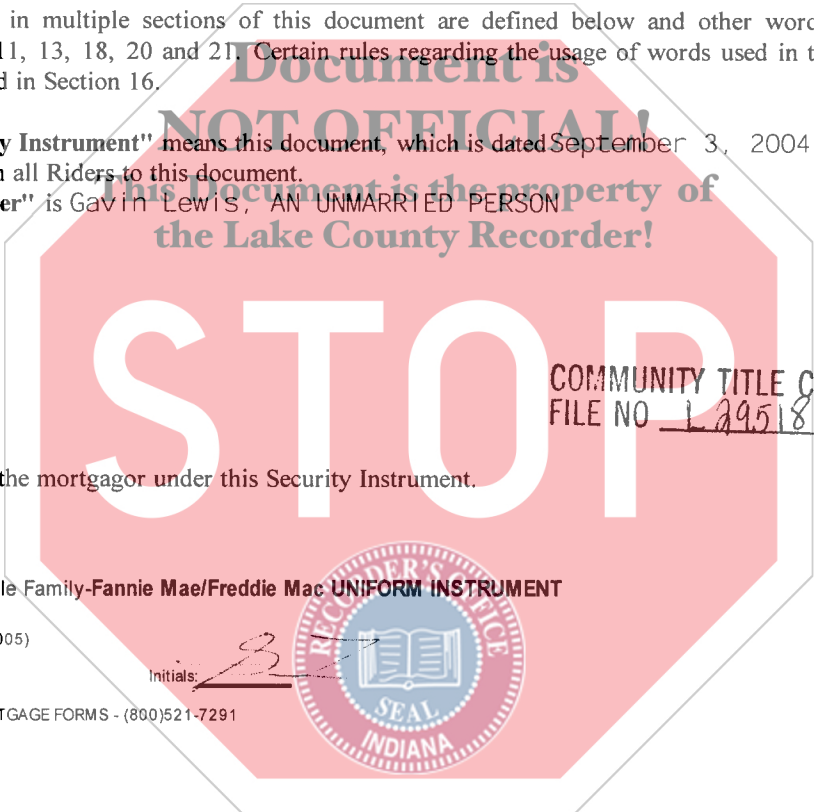 in multiple sections of this document are defined below and other word
11, 13, 18, 20 and 21. Certain rules regarding the usage of words used in t
d in Section 16.
Document is
NOT OFFICIAL!
y Instrument" means this document, which is dated September 3, 2004
n all Riders to this document.
This Document is the property of
er" is Gavin Lewis, AN UNMARRIED PERSON
the Lake County Recorder!
STOP
COMMUNITY TITLE C
FILE NO L 29518
the mortgagor under this Security Instrument.
le Family-Fannie Mae/Freddie Mac UNIFORM INSTRUMENT
005)
Initials:
TGAGE FORMS - (800)521-7291
RECORDER'S OFFICE
SEAL
INDIANA